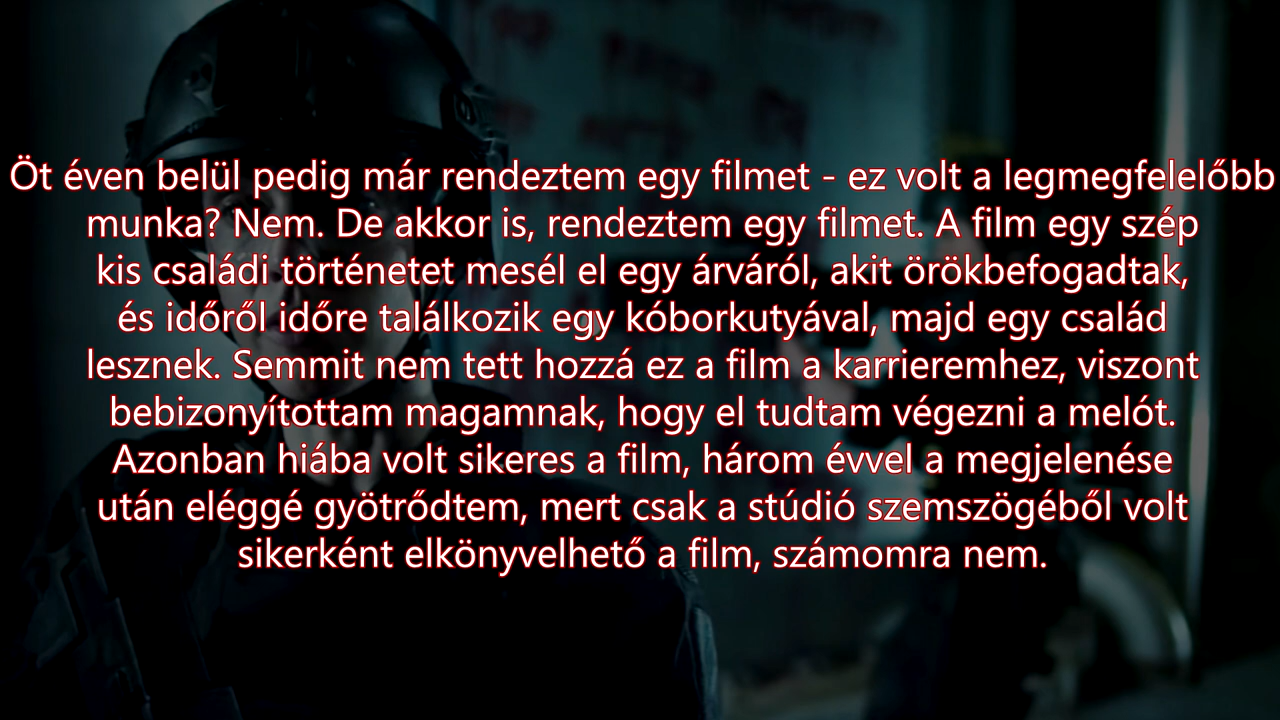 Öt éven belül pedig már rendeztem egy filmet - ez volt a legmegfelelőbb
munka? Nem. De akkor is, rendeztem egy filmet. A film egy szép
kis családi történetet mesél el egy árváról, akit örökbefogadtak,
és időről időre találkozik egy kóborkutyával, majd egy család
lesznek. Semmit nem tett hozzá ez a film a karrieremhez, viszont
bebizonyítottam magamnak, hogy el tudtam végezni a melót.
Azonban hiába volt sikeres a film, három évvel a megjelenése
után eléggé gyötrődtem, mert csak a stúdió szemszögéből volt
sikerként elkönyvelhető a film, számomra nem.